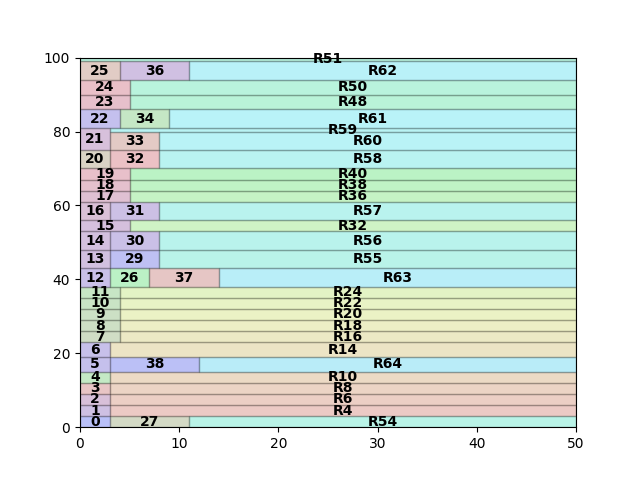 100
R51
25 36 R62
24 R50
23 R48
22 34 R61
80
R59
21 33 R60
20 32 R58
19 R40
18 R38
17 R36
60
16 31 R57
15 R32
14 30 R56
13 29 R55
40
12 26 37 R63
11 R24
10 R22
9 R20
8 R18
7 R16
20
6 R14
5 38 R64
4 R10
3 R8
2 R6
1 R4
0
0 27 R54
0 10 20 30 40 50